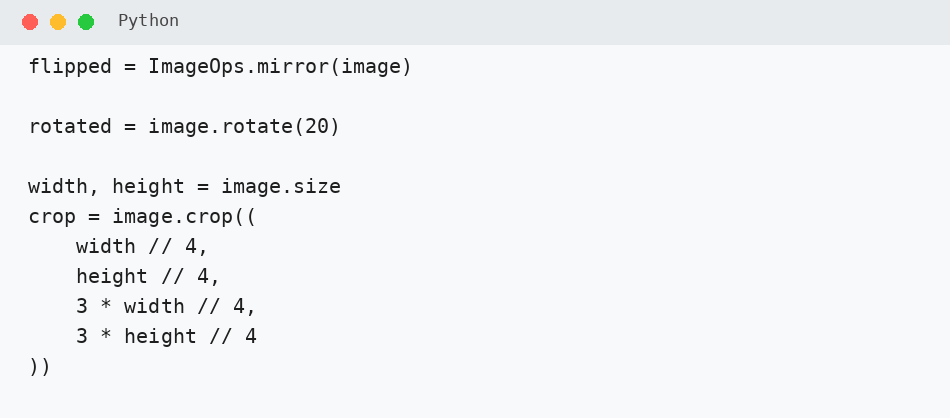 Python
flipped = ImageOps.mirror(image)
rotated = image.rotate(20)
width, height = image.size
crop = image.crop((
    width // 4,
    height // 4,
    3 * width // 4,
    3 * height // 4
))